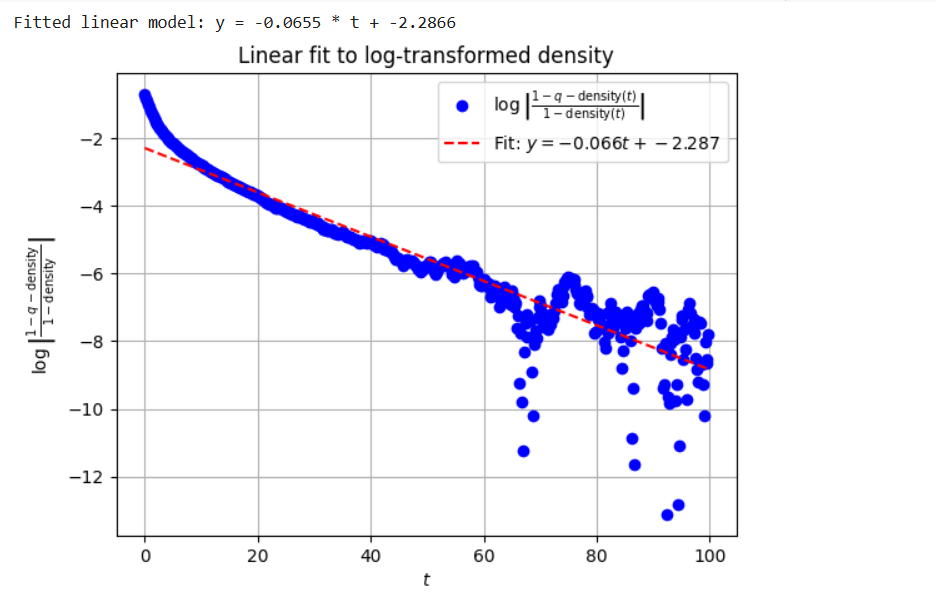 Fitted linear model: y = -0.0655 * t + -2.2866
Linear fit to log-transformed density
log |(1 − q − density(t))/(1 − density(t))|
Fit: y = −0.066t + − 2.287
log |(1 − q − density)/(1 − density)|
−2
−4
−6
−8
−10
−12
0 20 40 60 80 100
t